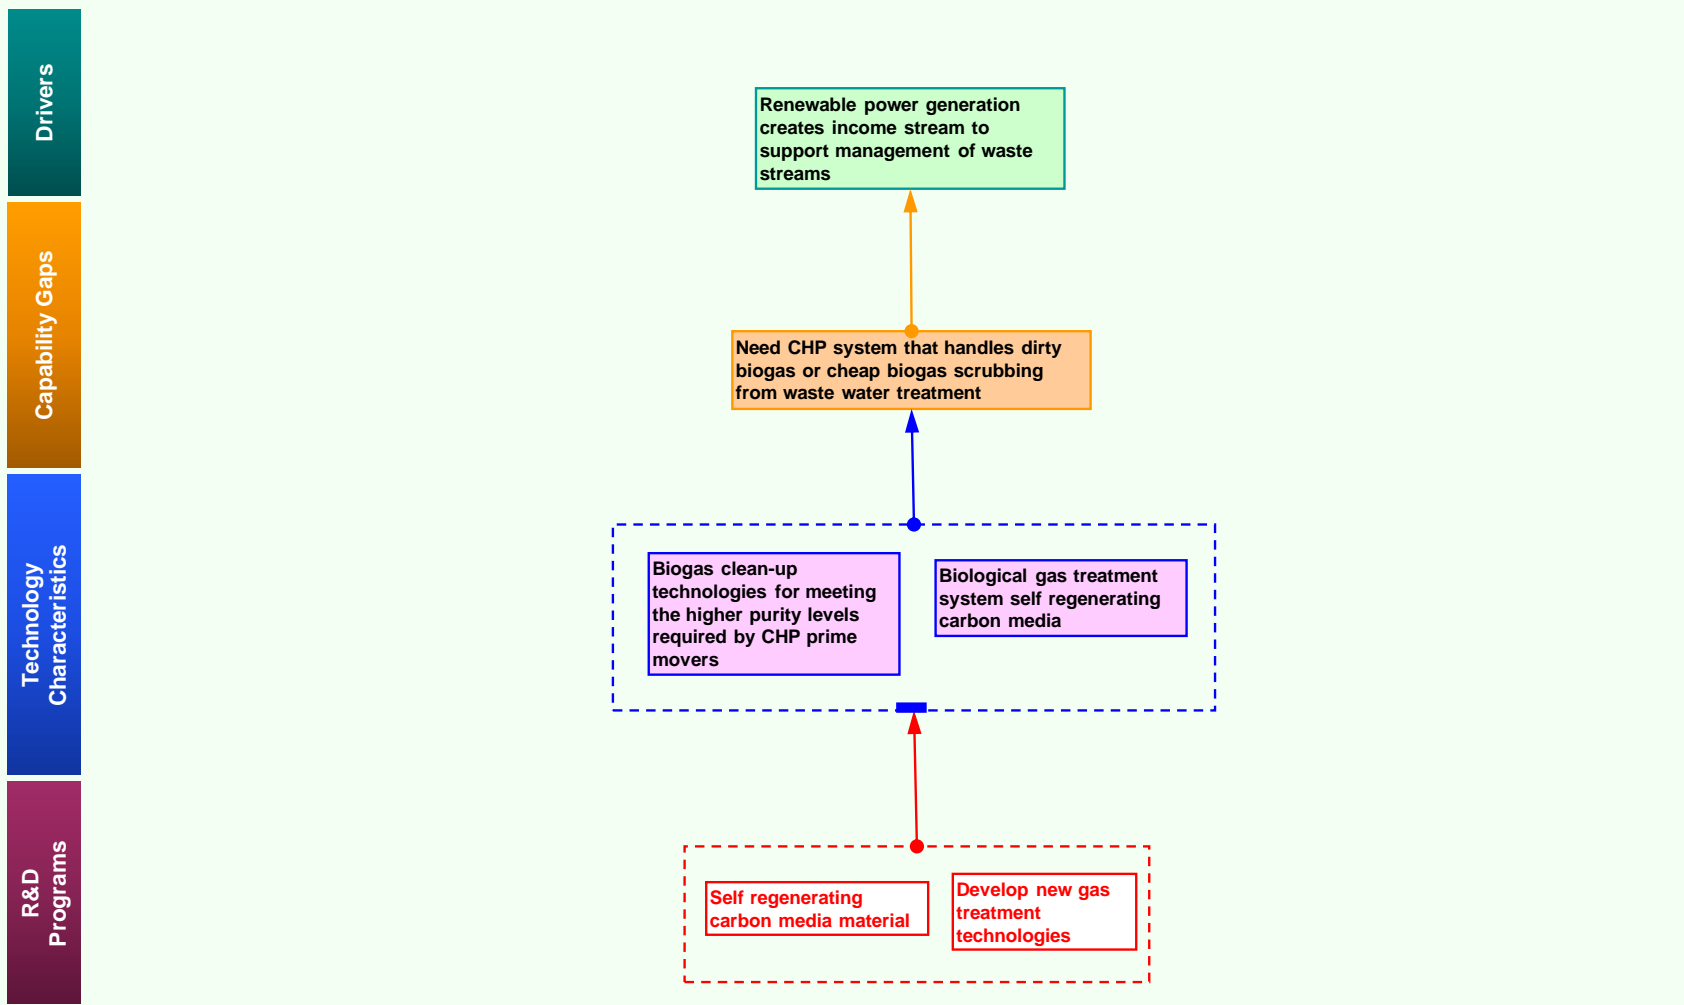 Drivers
Renewable power generation
creates income stream to
support management of waste
streams
Capability Gaps
Need CHP system that handles dirty
biogas or cheap biogas scrubbing
from waste water treatment
Technology
Characteristics
Biogas clean-up
technologies for meeting
the higher purity levels
required by CHP prime
movers
Biological gas treatment
system self regenerating
carbon media
R&D
Programs
Self regenerating
carbon media material
Develop new gas
treatment
technologies